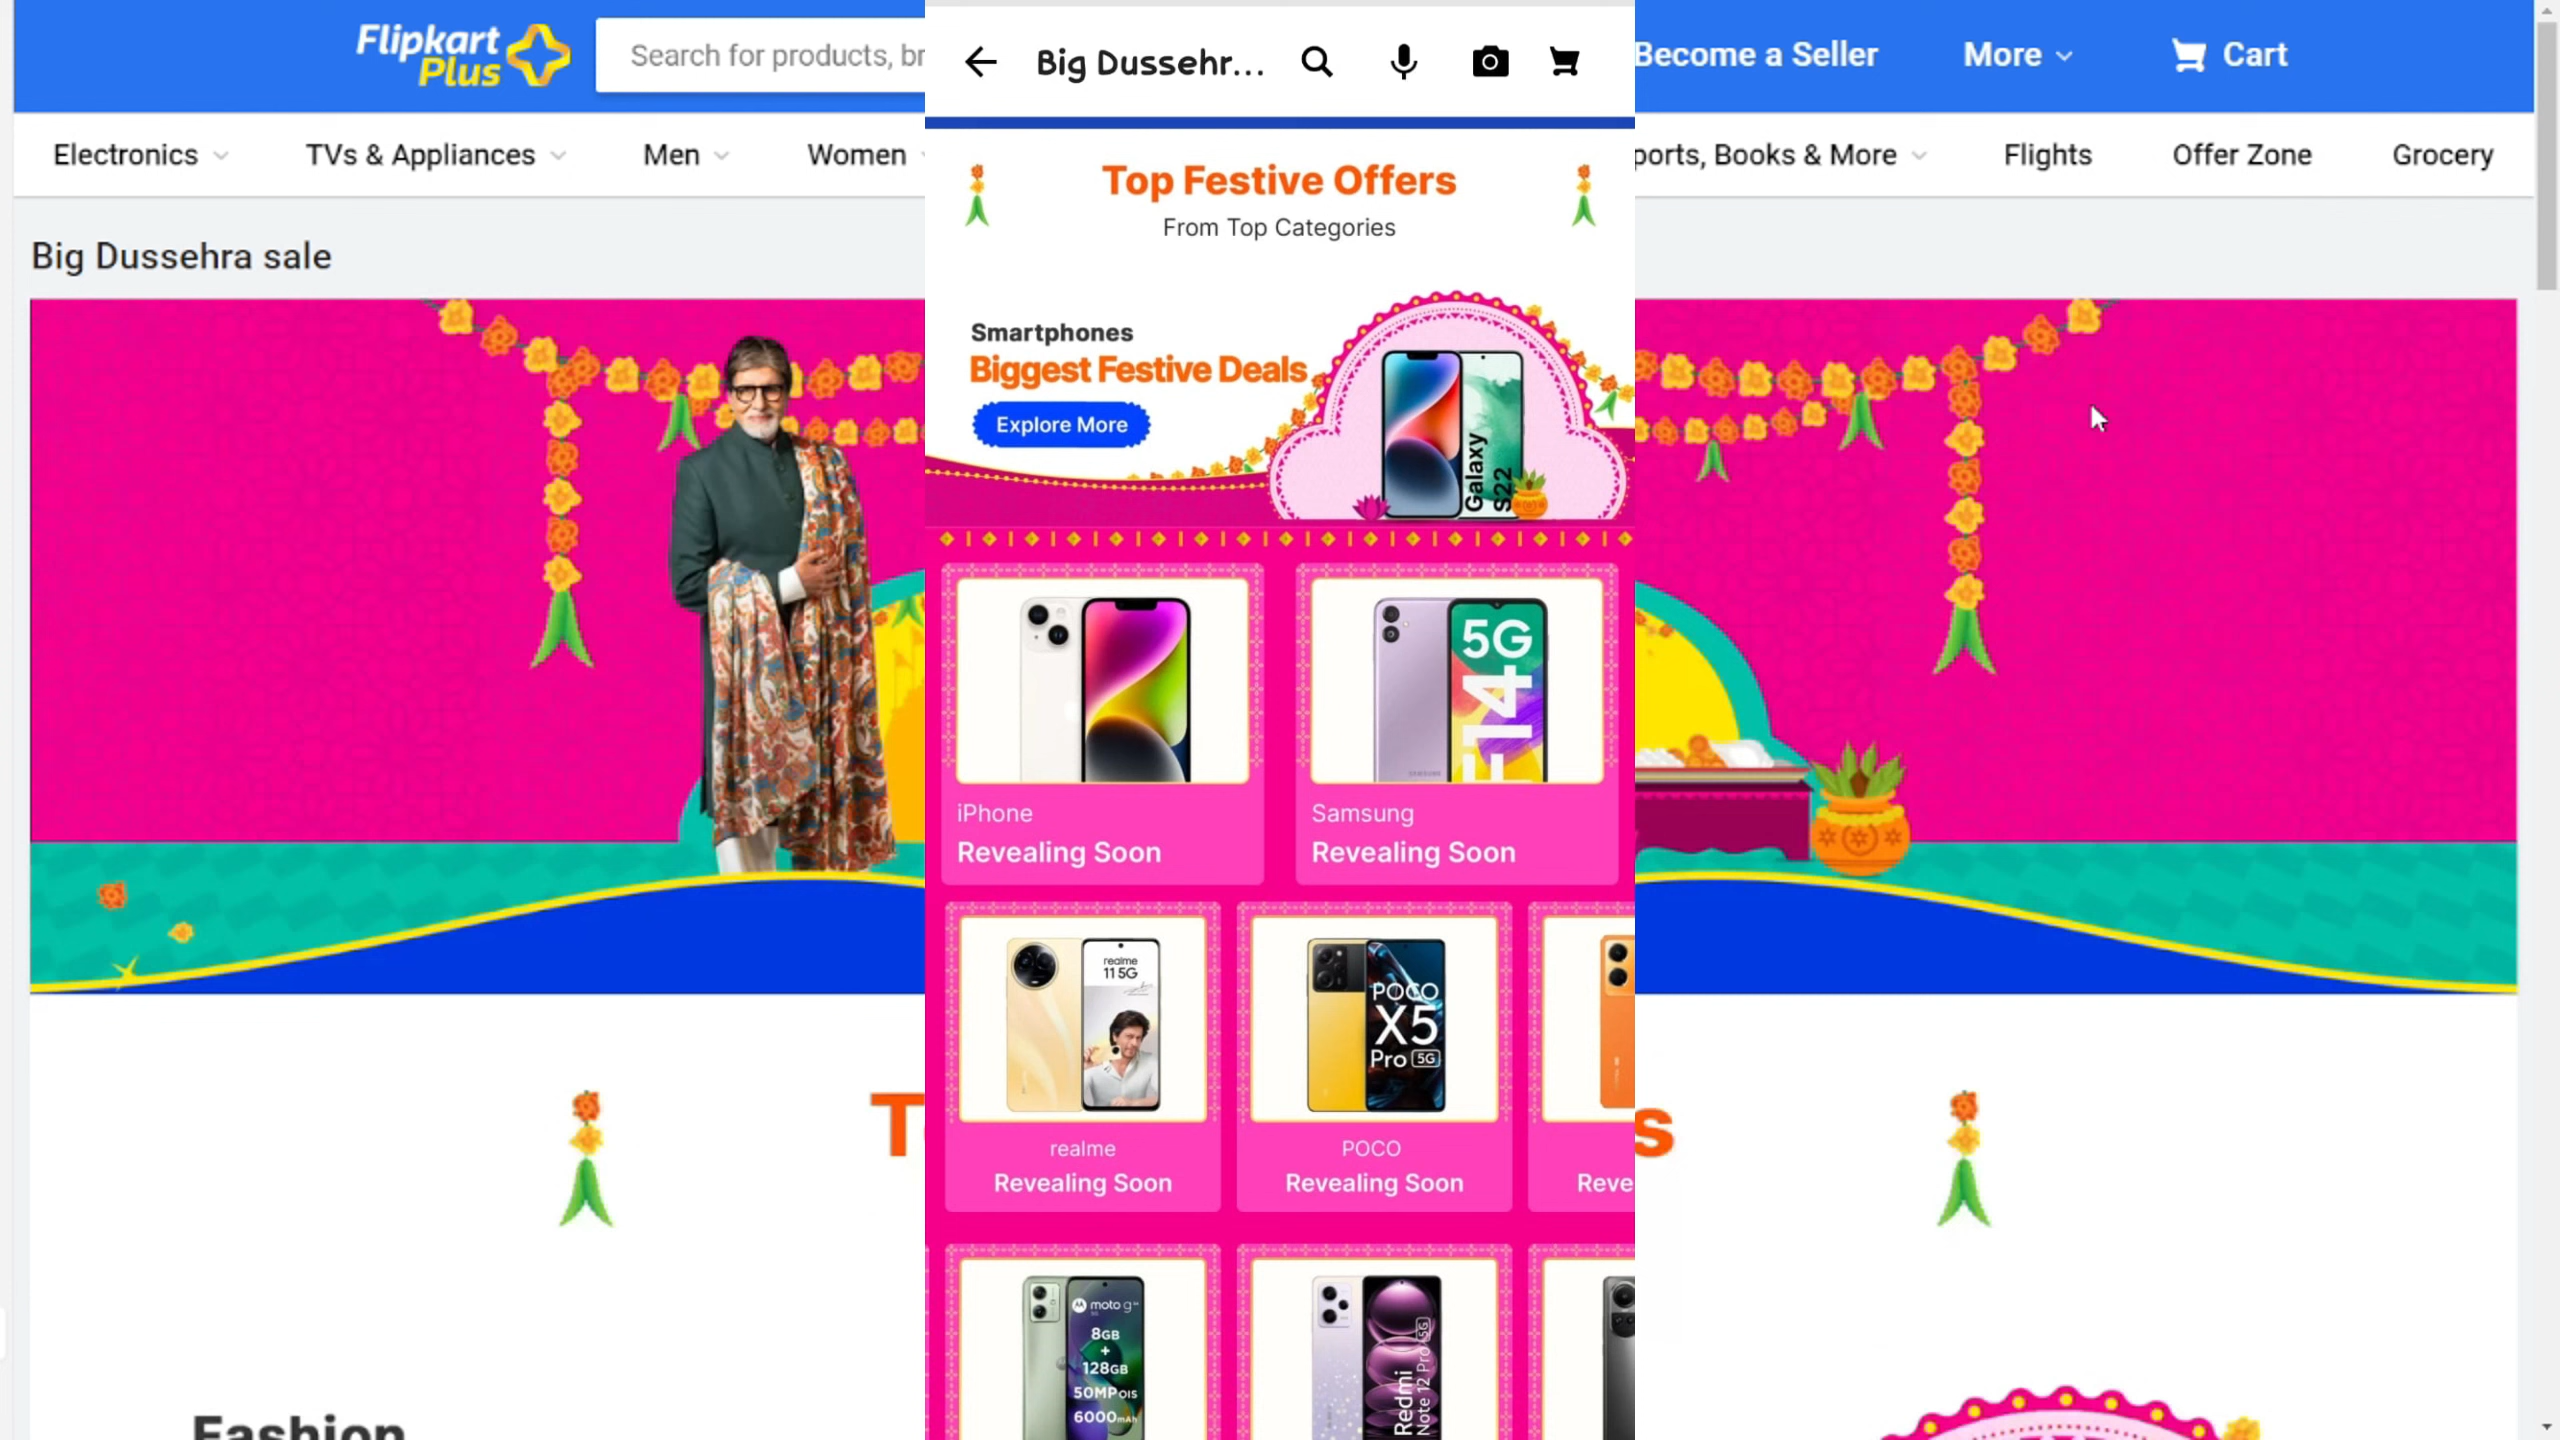 Flipkart
Plus
Search for products, br
Become a Seller
More
Cart
Electronics
TVs & Appliances
Men
Women
ports, Books & More
Flights
Offer Zone
Grocery
Big Dussehra sale
Big Dussehr...
Top Festive Offers
From Top Categories
Smartphones
Biggest Festive Deals
Explore More
Galaxy
S22
5G
F14
SAMSUNG
iPhone
Revealing Soon
Samsung
Revealing Soon
realme
11 5G
POCO
X5
Pro 5G
realme
Revealing Soon
POCO
Revealing Soon
Reve
T
s
moto g54
8GB
+
128GB
50MP OIS
6000mAh
Redmi
Note 12 Pro 5G
Fashion